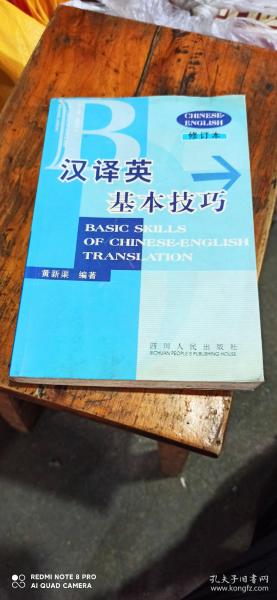 CHINESE-
ENGLISH
修订本
汉译英
基本技巧
BASIC SKILLS
OF CHINESE-ENGLISH
TRANSLATION
黄新渠 编著
四川人民出版社
SICHUAN PEOPLE'S PUBLISHING HOUSE
REDMI NOTE 8 PRO
AI QUAD CAMERA
孔夫子旧书网
kongfz.com